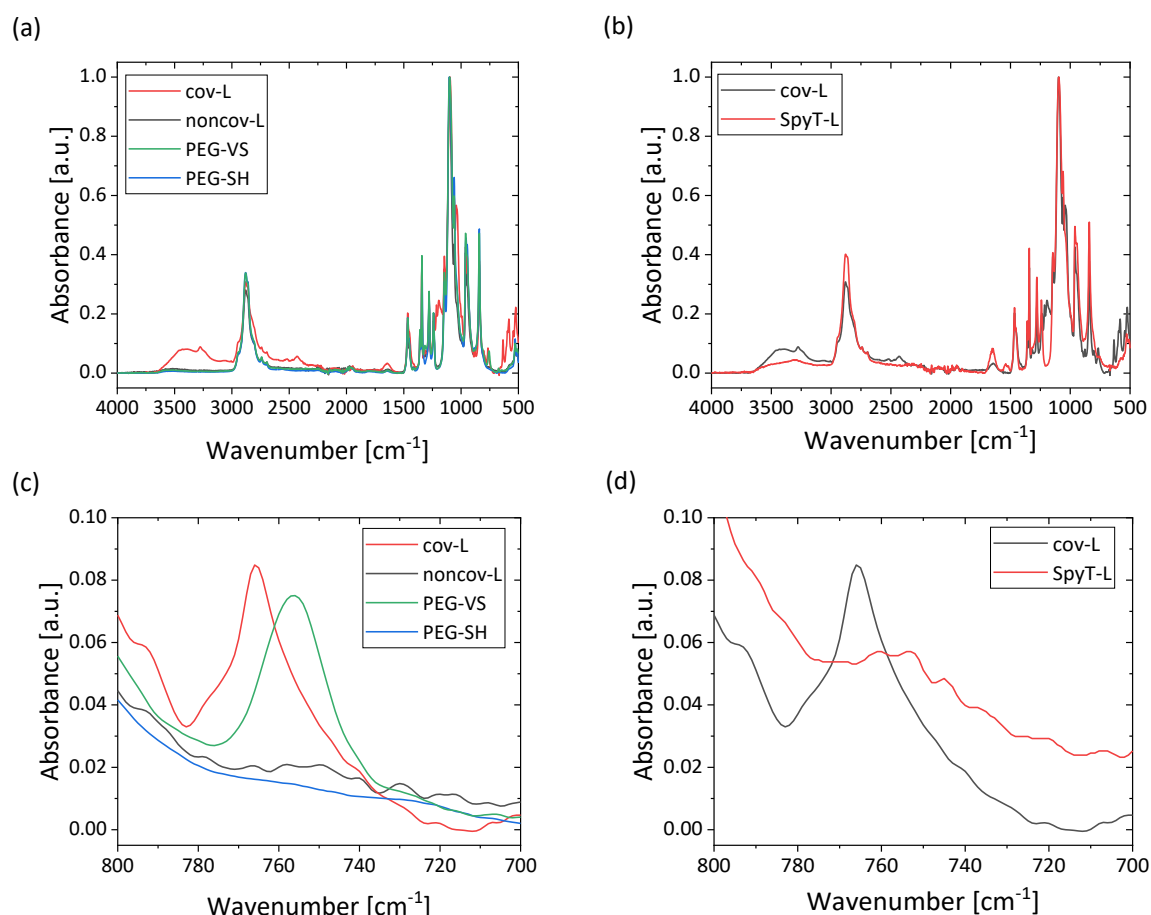 (a)
1.0
0.8
0.6
0.4
0.2
0.0
Absorbance [a.u.]
cov-L
noncov-L
PEG-VS
PEG-SH
4000 3500 3000 2500 2000 1500 1000 500
Wavenumber [cm⁻¹]
(b)
1.0
0.8
0.6
0.4
0.2
0.0
Absorbance [a.u.]
cov-L
SpyT-L
4000 3500 3000 2500 2000 1500 1000 500
Wavenumber [cm⁻¹]
(c)
0.10
0.08
0.06
0.04
0.02
0.00
Absorbance [a.u.]
cov-L
noncov-L
PEG-VS
PEG-SH
800 780 760 740 720 700
Wavenumber [cm⁻¹]
(d)
0.10
0.08
0.06
0.04
0.02
0.00
Absorbance [a.u.]
cov-L
SpyT-L
800 780 760 740 720 700
Wavenumber [cm⁻¹]